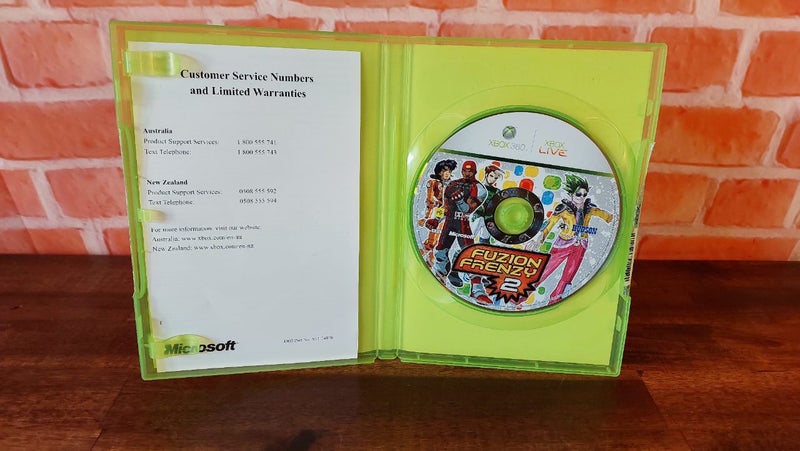 Customer Service Numbers
and Limited Warranties
Australia
Product Support Services: 1 800 555 741
Text Telephone: 1 800 555 743
New Zealand
Product Support Services: 0508 555 592
Text Telephone: 0508 555 594
For more information, visit our website.
Australia: www.xbox.com/en-au
New Zealand: www.xbox.com/en-nz
Microsoft
XBOX 360
XBOX
LIVE
Microsoft
HUDSON
FUZION
FRENZY
2